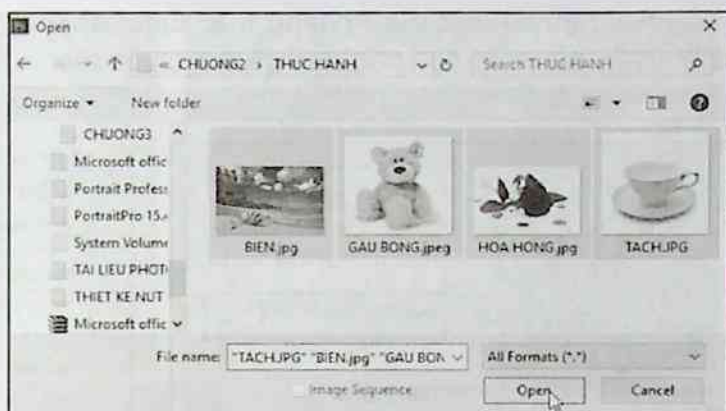 Open
« CHUONG2 › THUC HANH
Search THUC HANH
Organize
New folder
CHUONG3
Microsoft offic
Portrait Profess
PortraitPro 15.
System Volume
TAI LIEU PHOT
THIET KE NUT
Microsoft offic
BIEN.jpg
GAU BONG.jpeg
HOA HONG.jpg
TACH.JPG
File name: "TACH.JPG" "BIEN.jpg" "GAU BON
All Formats (*.*)
Image Sequence
Open
Cancel